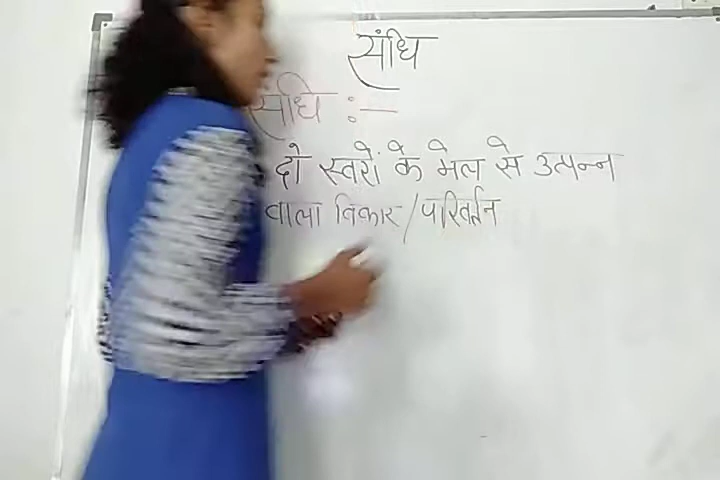 संधि
संधि :—
दो स्वरों के मेल से उत्पन्न
वाला विकार/परिवर्तन